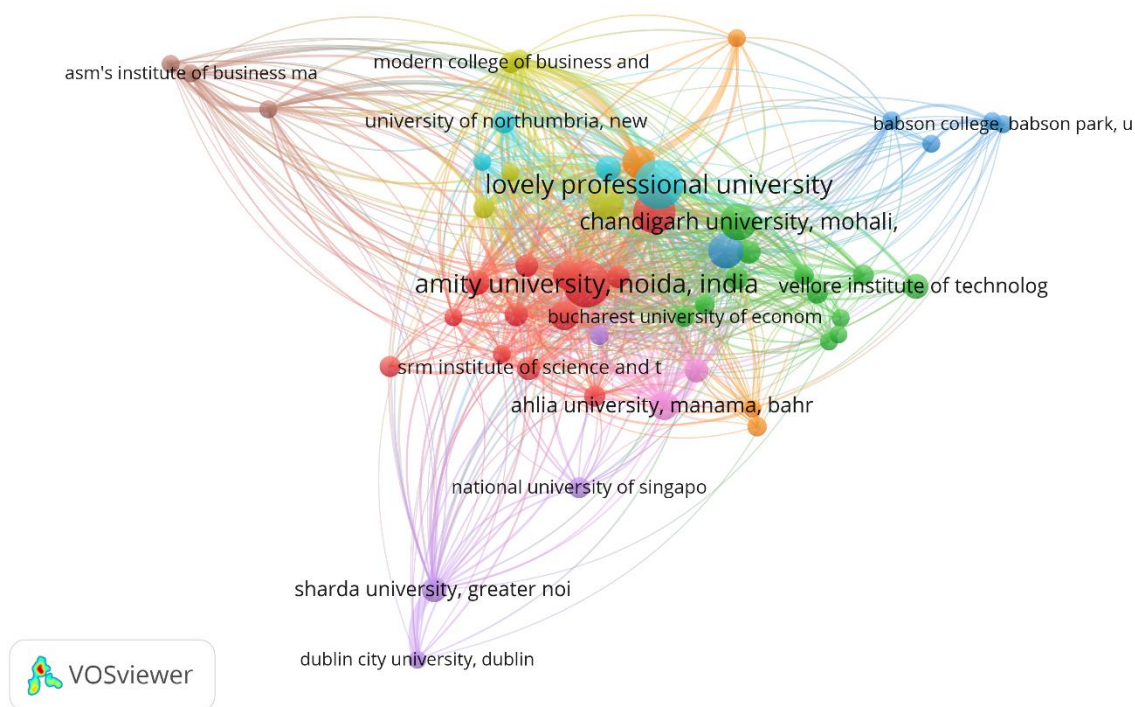 modern college of business and
asm's institute of business ma
university of northumbria, new
babson college, babson park, u
lovely professional university
chandigarh university, mohali,
amity university, noida, india
vellore institute of technolog
bucharest university of econom
srm institute of science and t
ahlia university, manama, bahr
national university of singapo
sharda university, greater noi
dublin city university, dublin
VOSviewer